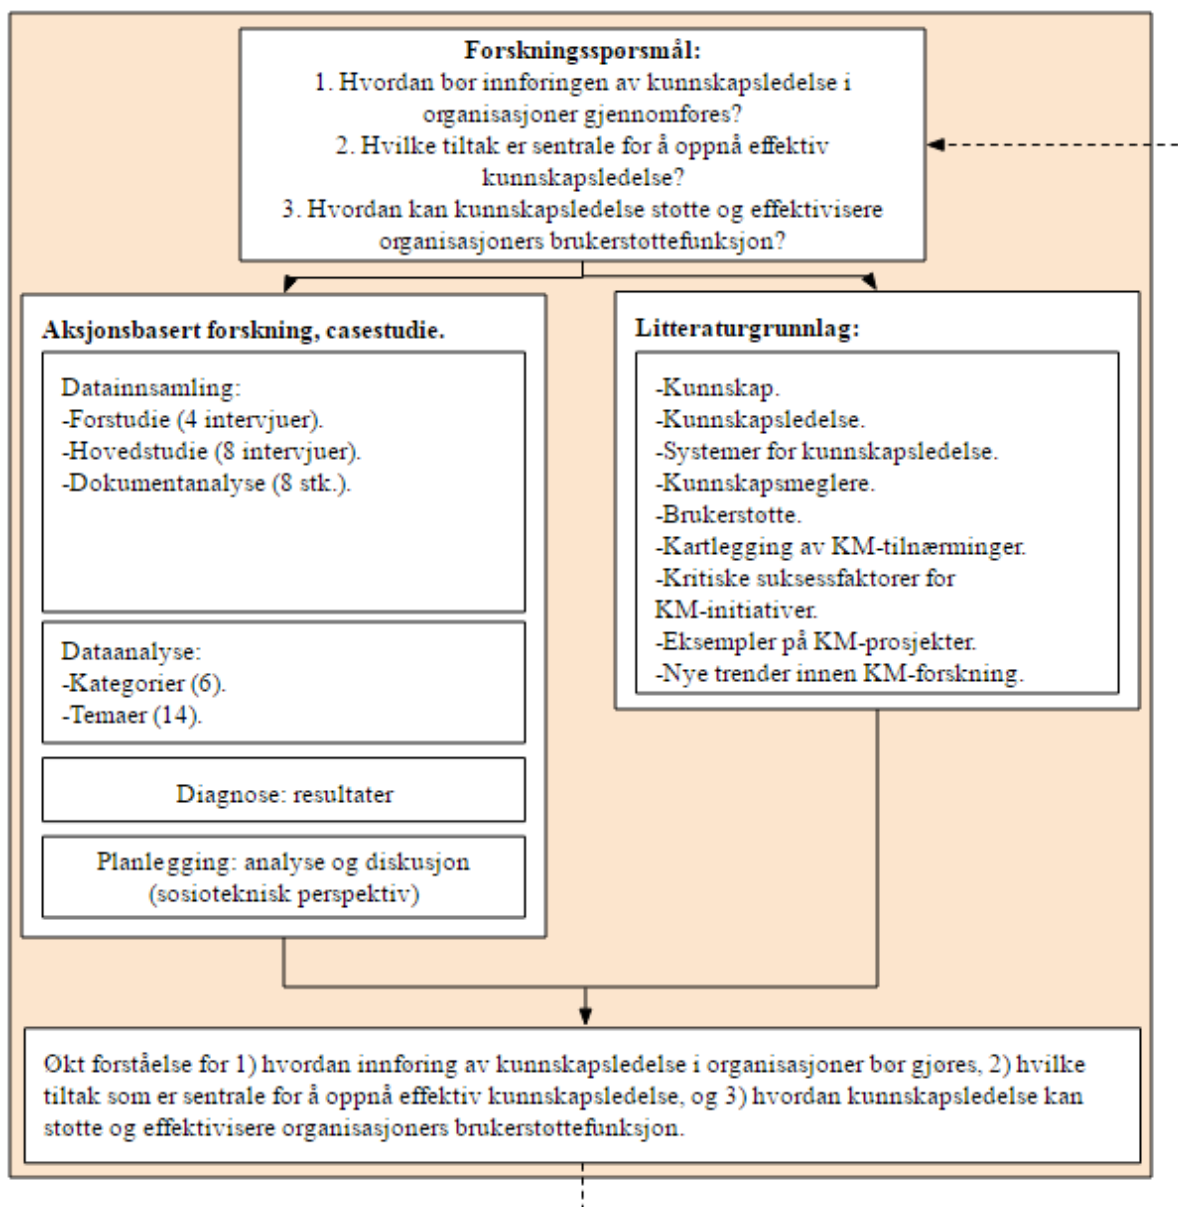 Forskningsspørsmål:
1. Hvordan bør innføringen av kunnskapsledelse i
organisasjoner gjennomføres?
2. Hvilke tiltak er sentrale for å oppnå effektiv
kunnskapsledelse?
3. Hvordan kan kunnskapsledelse støtte og effektivisere
organisasjoners brukerstøttefunksjon?
Aksjonsbasert forskning, casestudie.
Datainnsamling:
-Forstudie (4 intervjuer).
-Hovedstudie (8 intervjuer).
-Dokumentanalyse (8 stk.).
Dataanalyse:
-Kategorier (6).
-Temaer (14).
Diagnose: resultater
Planlegging: analyse og diskusjon
(sosioteknisk perspektiv)
Litteraturgrunnlag:
-Kunnskap.
-Kunnskapsledelse.
-Systemer for kunnskapsledelse.
-Kunnskapsmeglere.
-Brukerstøtte.
-Kartlegging av KM-tilnærminger.
-Kritiske suksessfaktorer for
KM-initiativer.
-Eksempler på KM-prosjekter.
-Nye trender innen KM-forskning.
Økt forståelse for 1) hvordan innføring av kunnskapsledelse i organisasjoner bør gjøres, 2) hvilke
tiltak som er sentrale for å oppnå effektiv kunnskapsledelse, og 3) hvordan kunnskapsledelse kan
støtte og effektivisere organisasjoners brukerstøttefunksjon.